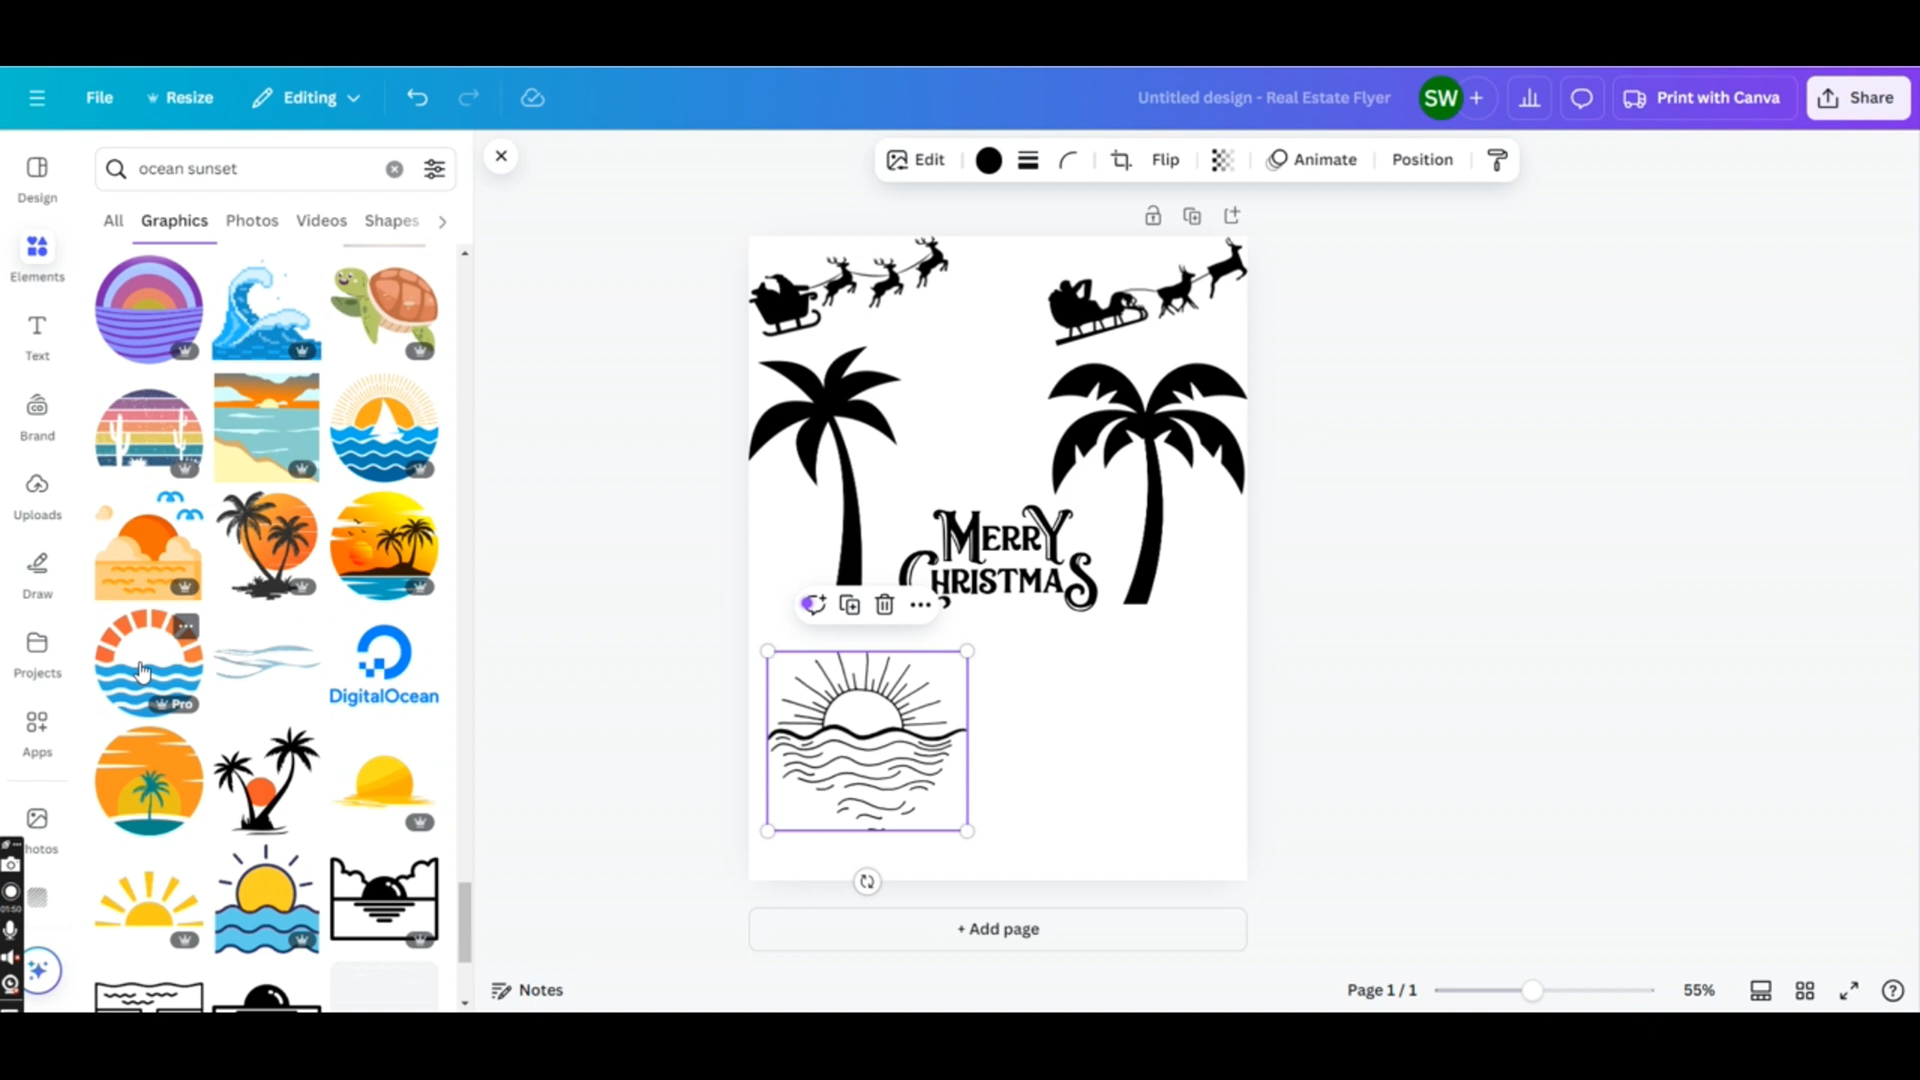 File
Resize
Editing
Untitled design - Real Estate Flyer
SW
+
Print with Canva
Share
Design
Elements
Text
Brand
Uploads
Draw
Projects
Apps
hotos
01:50
ocean sunset
All
Graphics
Photos
Videos
Shapes
Pro
DigitalOcean
Edit
Flip
Animate
Position
MERRY
CHRISTMAS
+ Add page
Notes
Page 1 / 1
55%